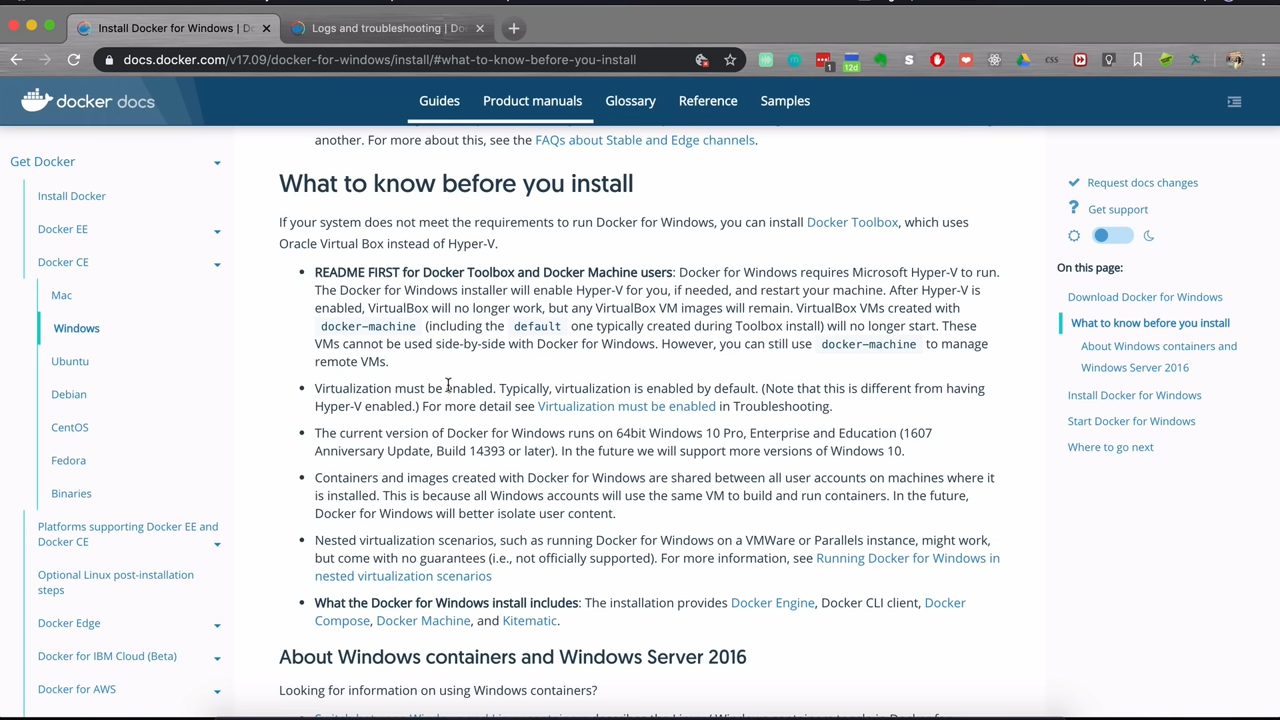 Install Docker for Windows | Do
Logs and troubleshooting | Do
docs.docker.com/v17.09/docker-for-windows/install/#what-to-know-before-you-install
1
12d
S
CSS
docker docs
Guides
Product manuals
Glossary
Reference
Samples
Get Docker
Install Docker
Docker EE
Docker CE
Mac
Windows
Ubuntu
Debian
CentOS
Fedora
Binaries
Platforms supporting Docker EE and
Docker CE
Optional Linux post-installation
steps
Docker Edge
Docker for IBM Cloud (Beta)
Docker for AWS
another. For more about this, see the FAQs about Stable and Edge channels.
What to know before you install
If your system does not meet the requirements to run Docker for Windows, you can install Docker Toolbox, which uses
Oracle Virtual Box instead of Hyper-V.
• README FIRST for Docker Toolbox and Docker Machine users: Docker for Windows requires Microsoft Hyper-V to run.
The Docker for Windows installer will enable Hyper-V for you, if needed, and restart your machine. After Hyper-V is
enabled, VirtualBox will no longer work, but any VirtualBox VM images will remain. VirtualBox VMs created with
docker-machine (including the default one typically created during Toolbox install) will no longer start. These
VMs cannot be used side-by-side with Docker for Windows. However, you can still use docker-machine to manage
remote VMs.
• Virtualization must be enabled. Typically, virtualization is enabled by default. (Note that this is different from having
Hyper-V enabled.) For more detail see Virtualization must be enabled in Troubleshooting.
• The current version of Docker for Windows runs on 64bit Windows 10 Pro, Enterprise and Education (1607
Anniversary Update, Build 14393 or later). In the future we will support more versions of Windows 10.
• Containers and images created with Docker for Windows are shared between all user accounts on machines where it
is installed. This is because all Windows accounts will use the same VM to build and run containers. In the future,
Docker for Windows will better isolate user content.
• Nested virtualization scenarios, such as running Docker for Windows on a VMWare or Parallels instance, might work,
but come with no guarantees (i.e., not officially supported). For more information, see Running Docker for Windows in
nested virtualization scenarios
• What the Docker for Windows install includes: The installation provides Docker Engine, Docker CLI client, Docker
Compose, Docker Machine, and Kitematic.
About Windows containers and Windows Server 2016
Looking for information on using Windows containers?
Request docs changes
Get support
On this page:
Download Docker for Windows
What to know before you install
About Windows containers and
Windows Server 2016
Install Docker for Windows
Start Docker for Windows
Where to go next